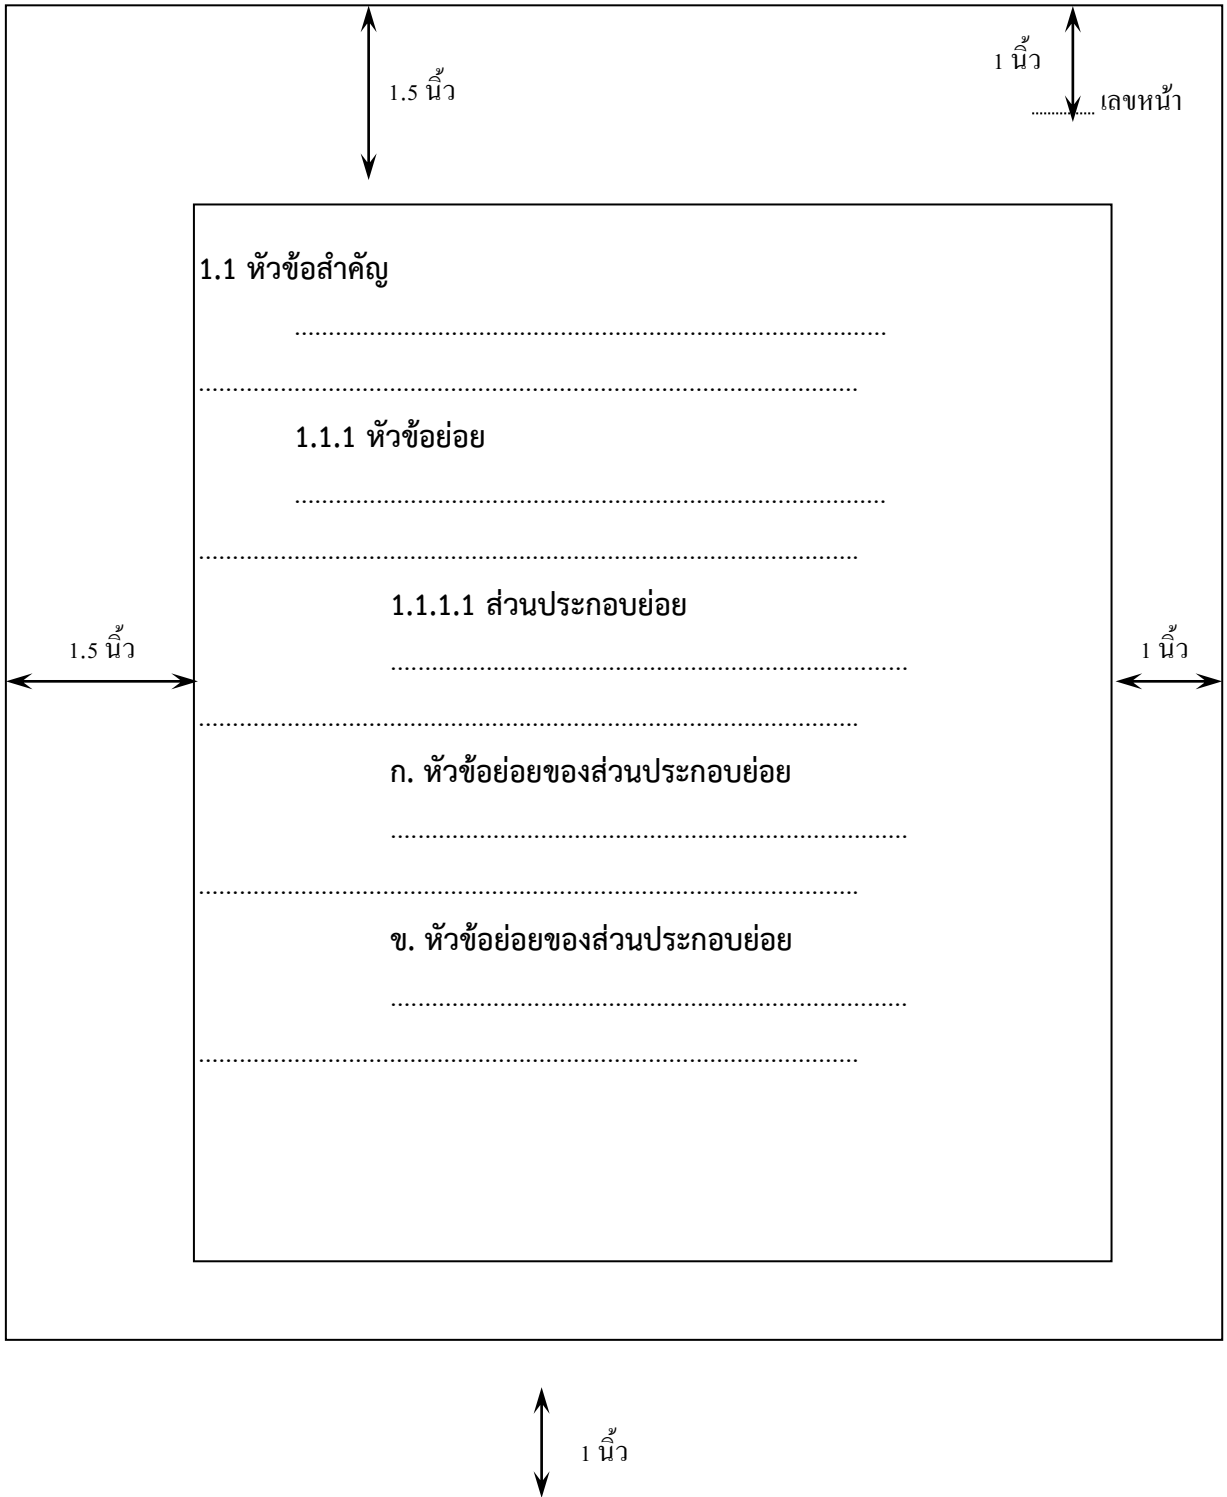 1 นิ้ว
1.5 นิ้ว
.................. เลขหน้า
1.1 หัวข้อสำคัญ
.......................................................................................
.................................................................................................
1.1.1 หัวข้อย่อย
.......................................................................................
.................................................................................................
1.1.1.1 ส่วนประกอบย่อย
1.5 นิ้ว
1 นิ้ว
............................................................................
.................................................................................................
ก. หัวข้อย่อยของส่วนประกอบย่อย
............................................................................
.................................................................................................
ข. หัวข้อย่อยของส่วนประกอบย่อย
............................................................................
.................................................................................................
1 นิ้ว